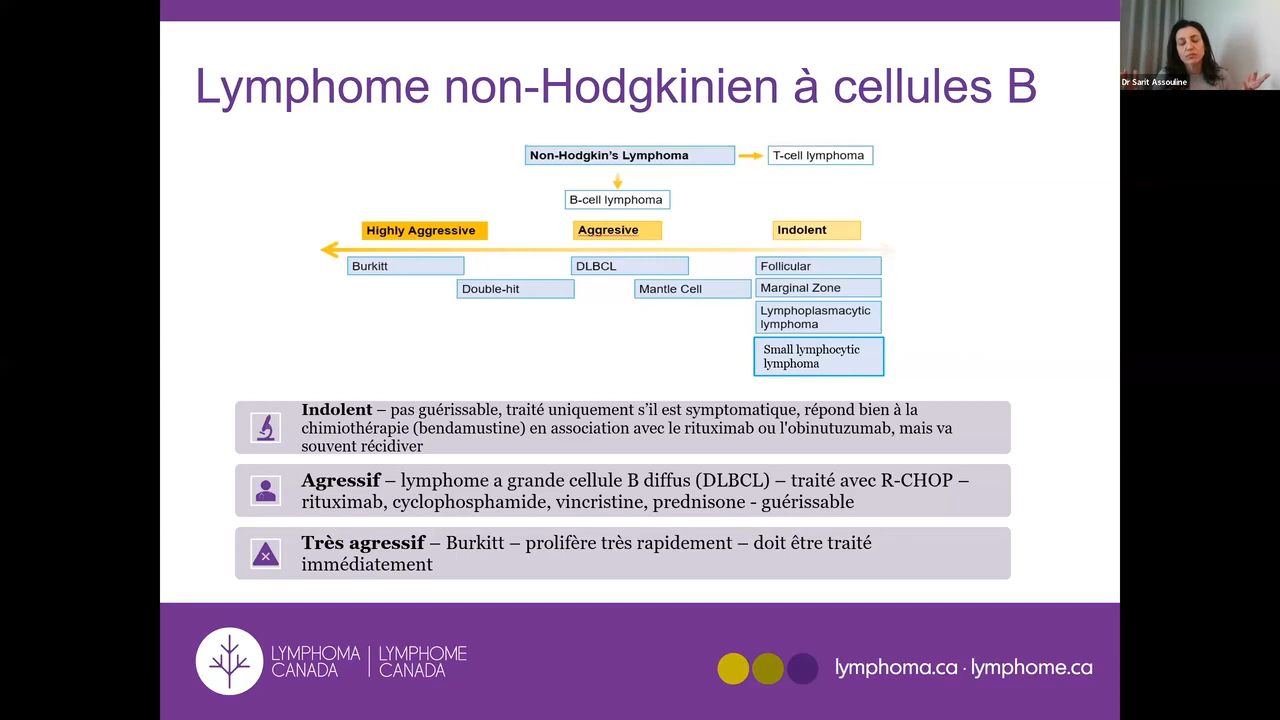 Lymphome non-Hodgkinien à cellules B
Dr Sarit Assouline
Non-Hodgkin's Lymphoma
T-cell lymphoma
B-cell lymphoma
Highly Aggressive
Aggresive
Indolent
Burkitt
DLBCL
Follicular
Double-hit
Mantle Cell
Marginal Zone
Lymphoplasmacytic
lymphoma
Small lymphocytic
lymphoma
Indolent – pas guérissable, traité uniquement s'il est symptomatique, répond bien à la
chimiothérapie (bendamustine) en association avec le rituximab ou l'obinutuzumab, mais va
souvent récidiver
Agressif – lymphome a grande cellule B diffus (DLBCL) – traité avec R-CHOP –
rituximab, cyclophosphamide, vincristine, prednisone - guérissable
Très agressif – Burkitt – prolifère très rapidement – doit être traité
immédiatement
LYMPHOMA
CANADA
LYMPHOME
CANADA
lymphoma.ca · lymphome.ca